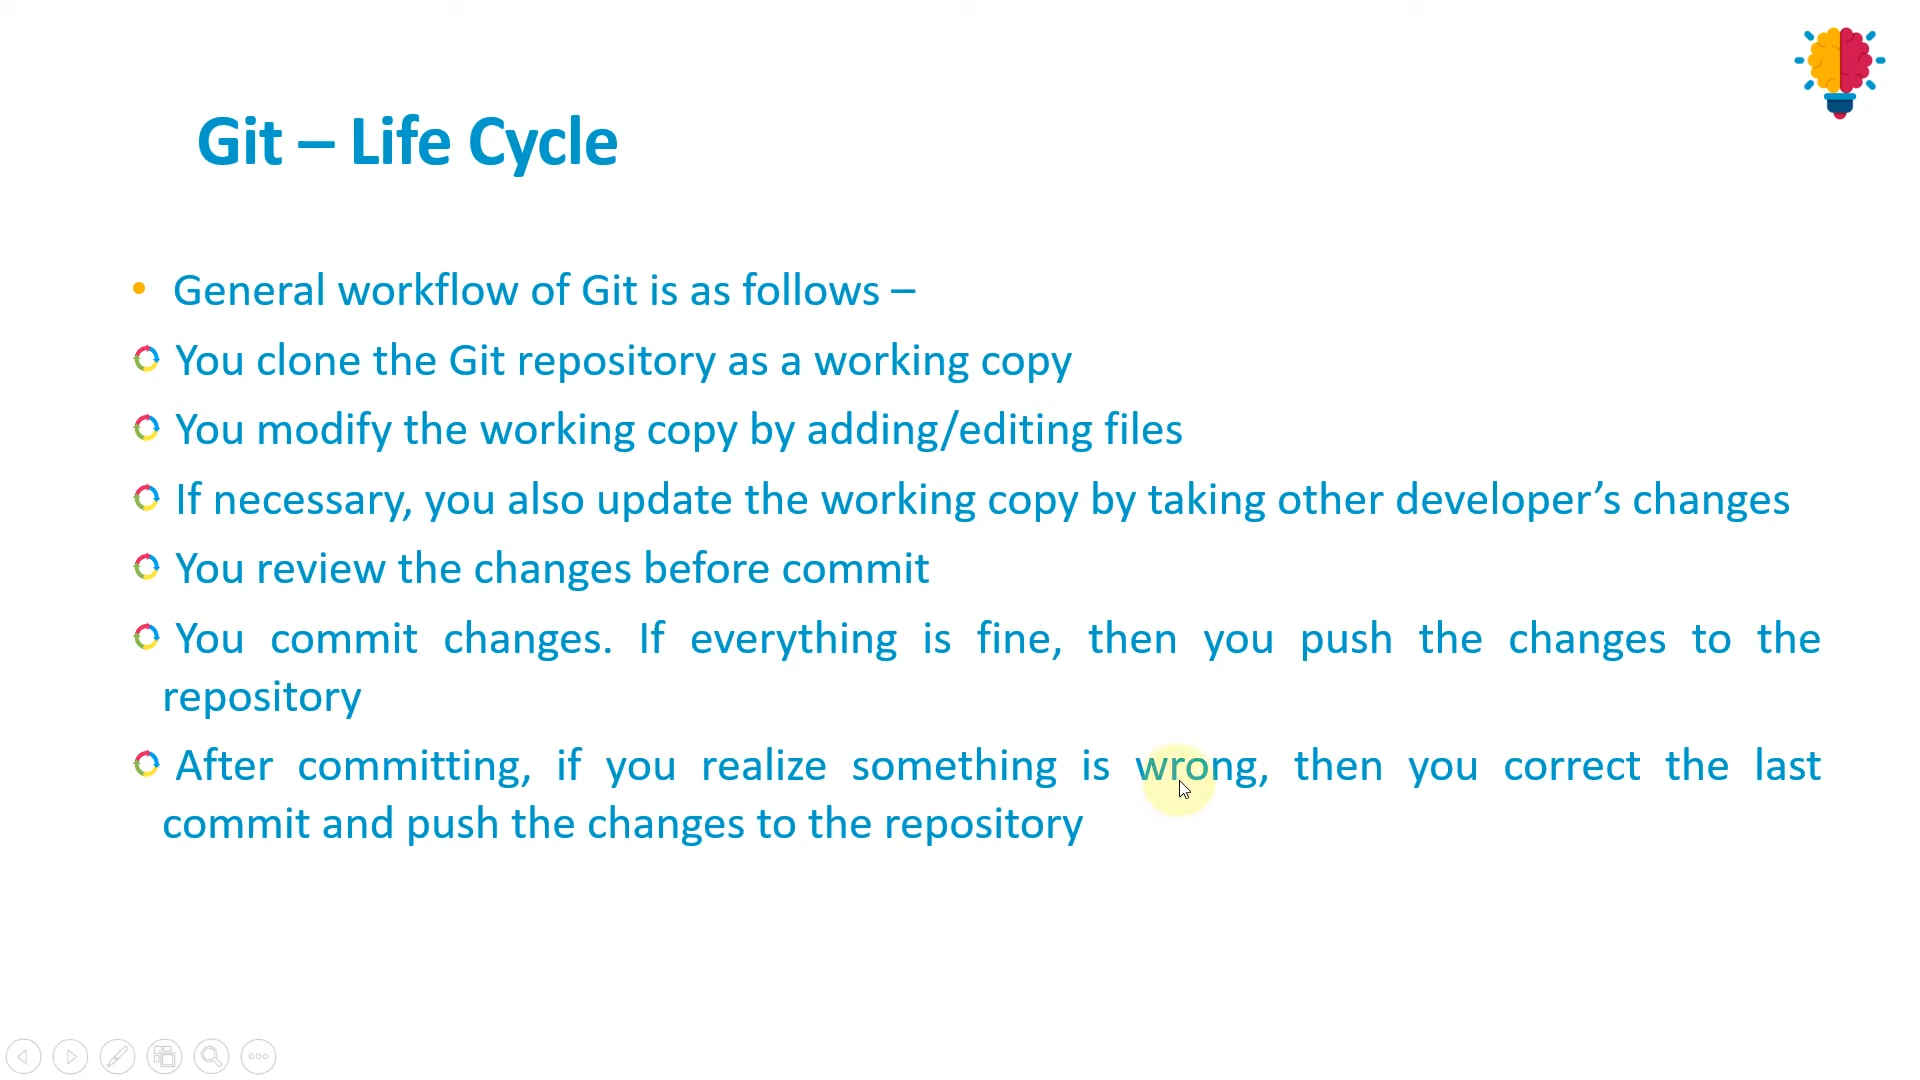 Git – Life Cycle
General workflow of Git is as follows –
You clone the Git repository as a working copy
You modify the working copy by adding/editing files
If necessary, you also update the working copy by taking other developer’s changes
You review the changes before commit
You commit changes. If everything is fine, then you push the changes to the
repository
After committing, if you realize something is wrong, then you correct the last
commit and push the changes to the repository